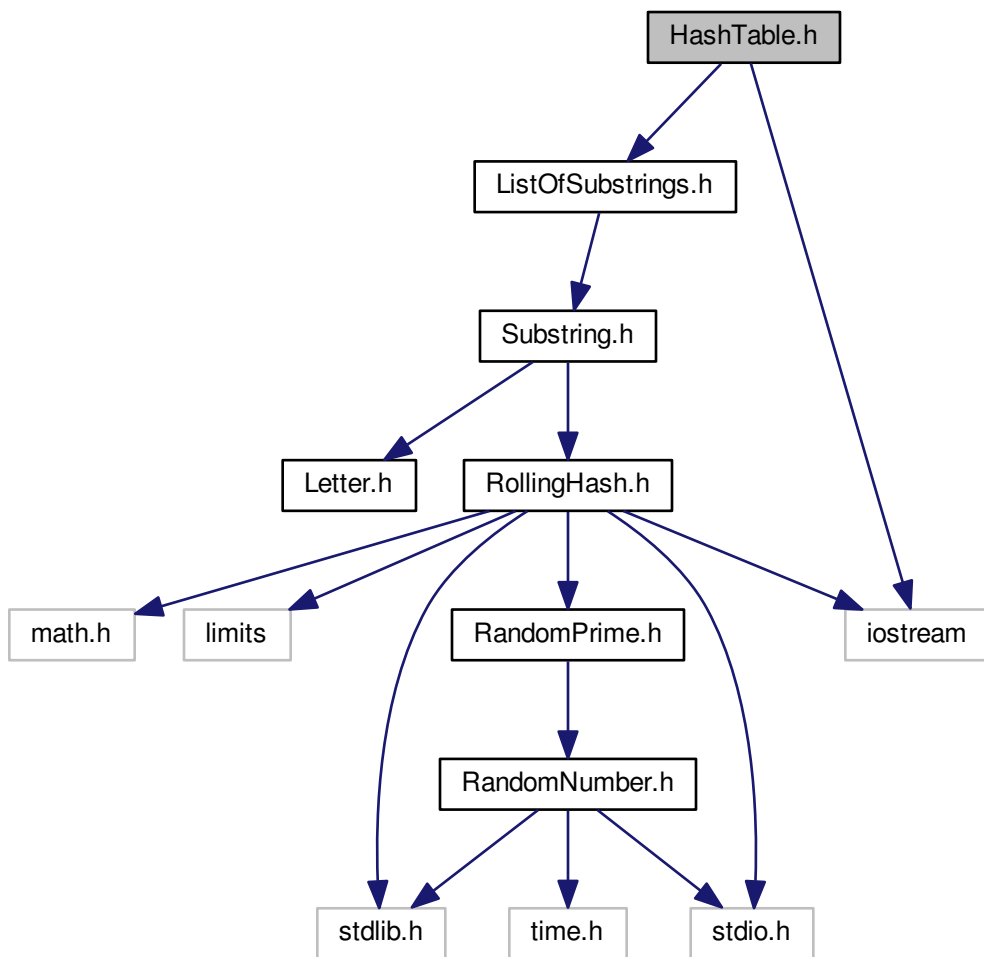 HashTable.h
ListOfSubstrings.h
Substring.h
Letter.h
RollingHash.h
math.h
limits
RandomPrime.h
iostream
RandomNumber.h
stdlib.h
time.h
stdio.h